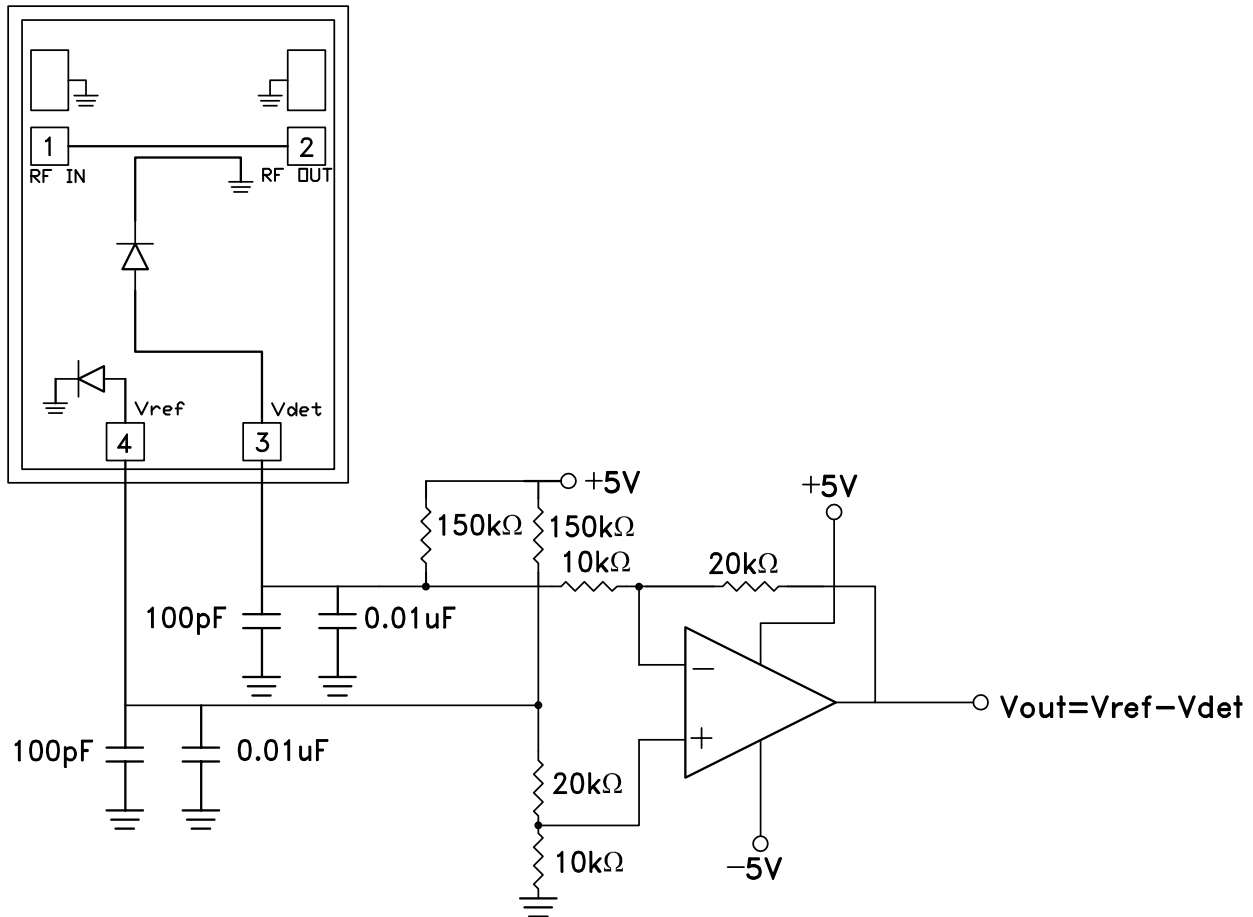 1
2
RF IN
RF OUT
Vref
Vdet
4
3
+5V
+5V
150kΩ
150kΩ
10kΩ
20kΩ
100pF
0.01uF
−
Vout=Vref−Vdet
100pF
0.01uF
+
20kΩ
10kΩ
−5V